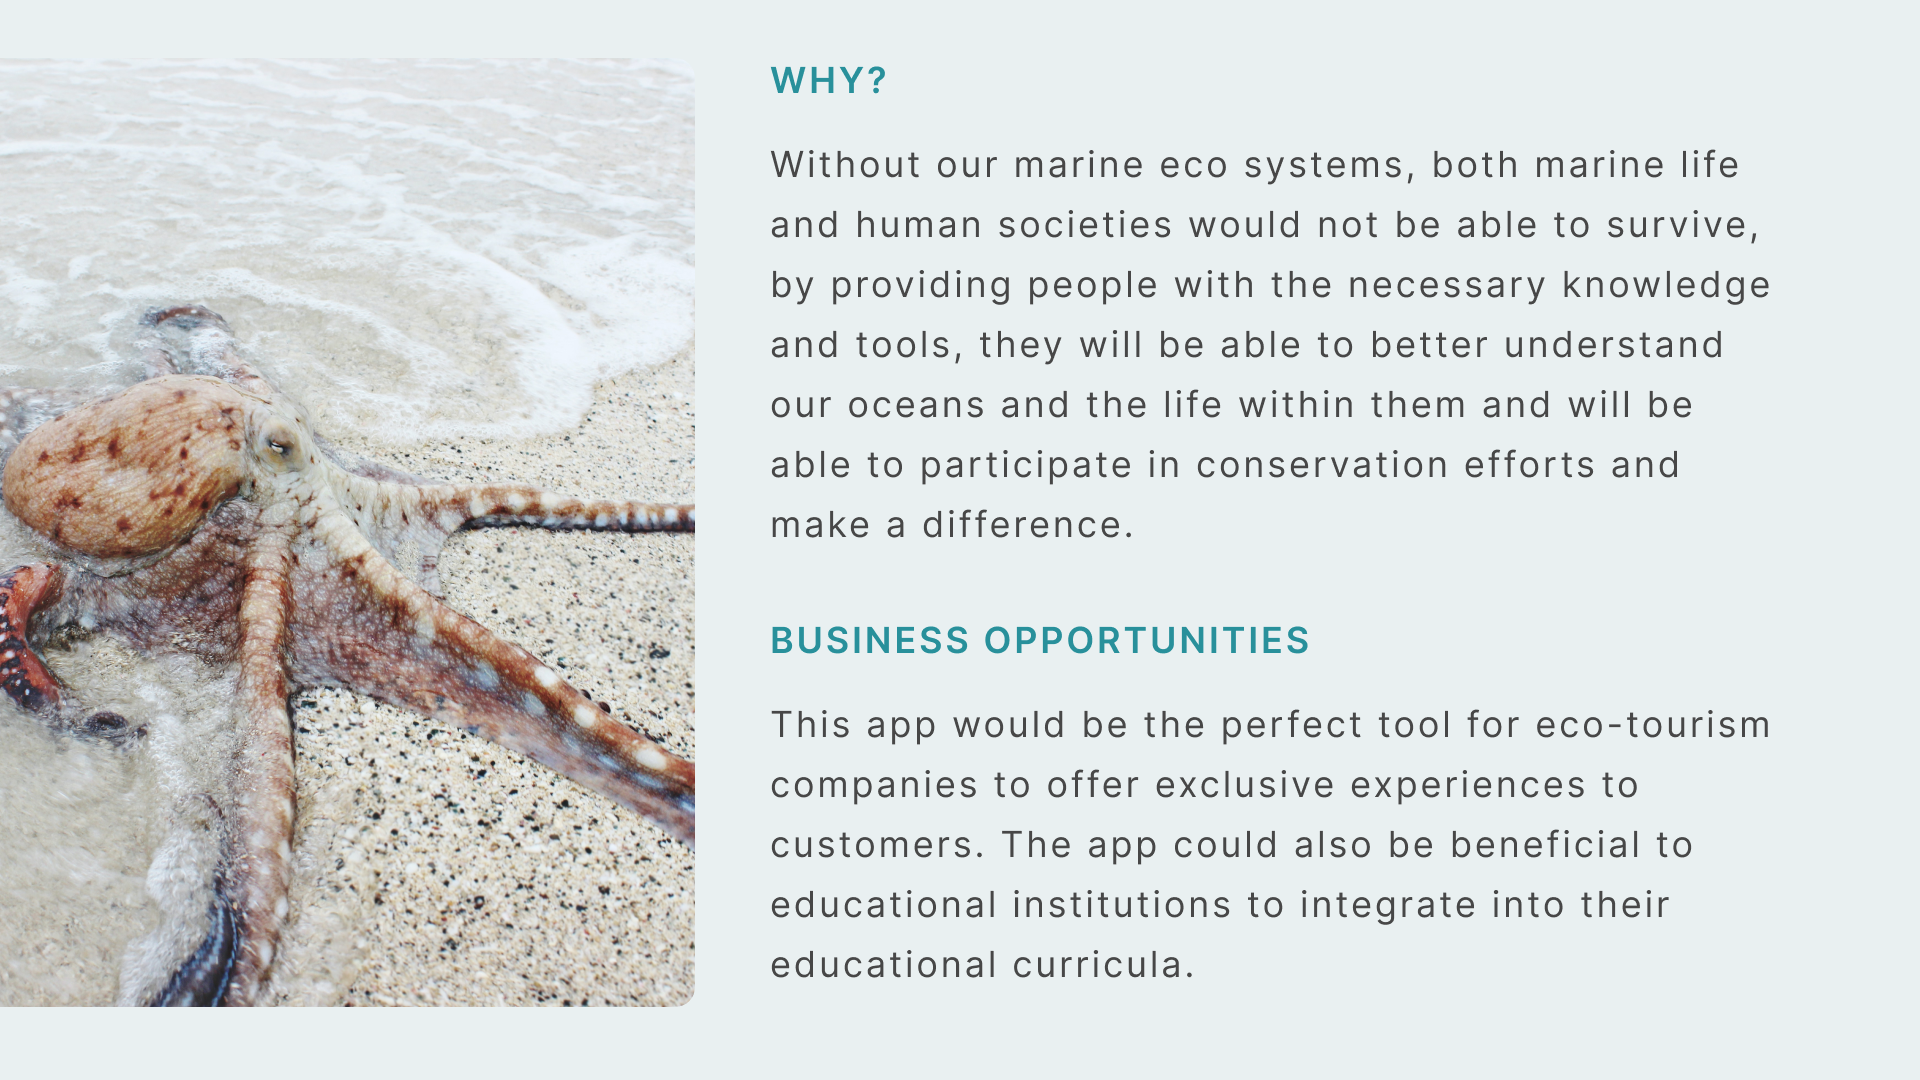 WHY?
Without our marine eco systems, both marine life
and human societies would not be able to survive,
by providing people with the necessary knowledge
and tools, they will be able to better understand
our oceans and the life within them and will be
able to participate in conservation efforts and
make a difference.
BUSINESS OPPORTUNITIES
This app would be the perfect tool for eco-tourism
companies to offer exclusive experiences to
customers. The app could also be beneficial to
educational institutions to integrate into their
educational curricula.